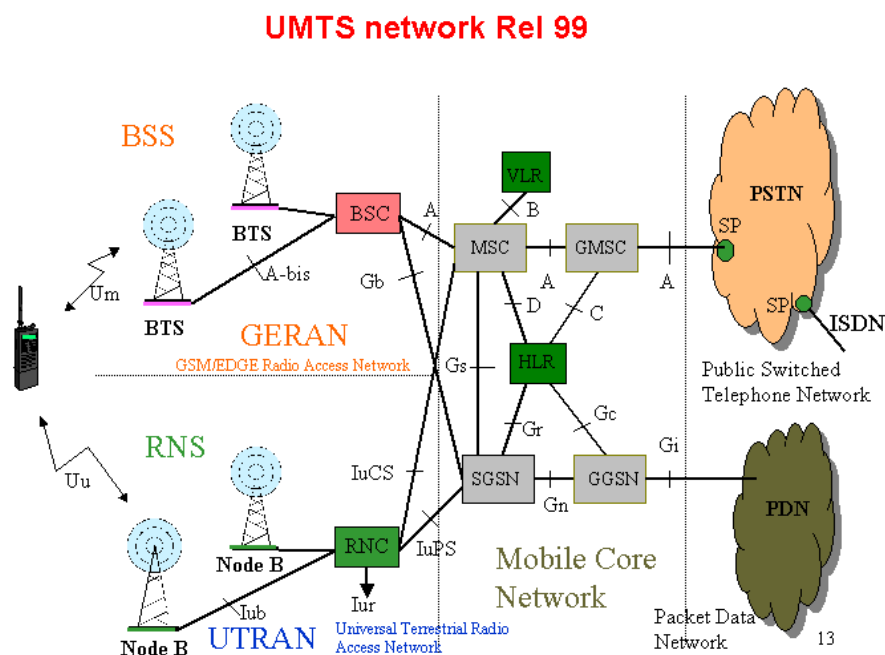 UMTS network Rel 99
BSS
VLR
PSTN
BSC
A
B
SP
BTS
MSC
GMSC
A-bis
Gb
A
A
Um
D
C
SP
BTS
ISDN
GERAN
GSM/EDGE Radio Access Network
Gs
HLR
Public Switched
Telephone Network
RNS
Gr
Gc
Gi
Uu
IuCS
SGSN
GGSN
Gn
PDN
Node B
RNC
IuPS
Mobile Core
Network
Iub
Iur
UTRAN
Universal Terrestrial Radio
Access Network
Node B
Packet Data
Network
13